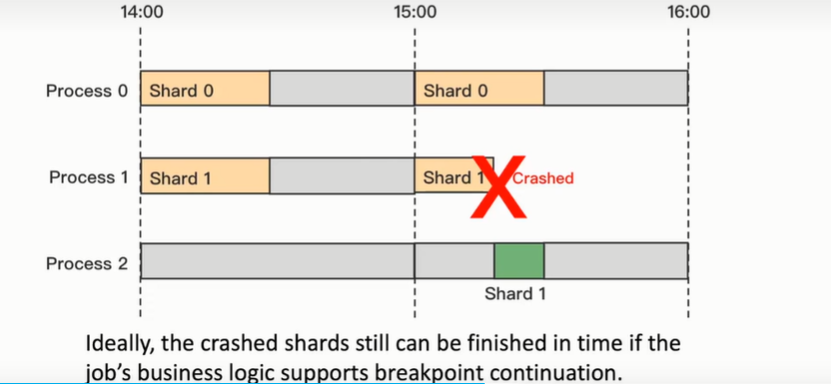 14:00 15:00 16:00
Process 0 Shard 0 Shard 0
Process 1 Shard 1 Shard 1 Crashed
Process 2
Shard 1
Ideally, the crashed shards still can be finished in time if the
job's business logic supports breakpoint continuation.